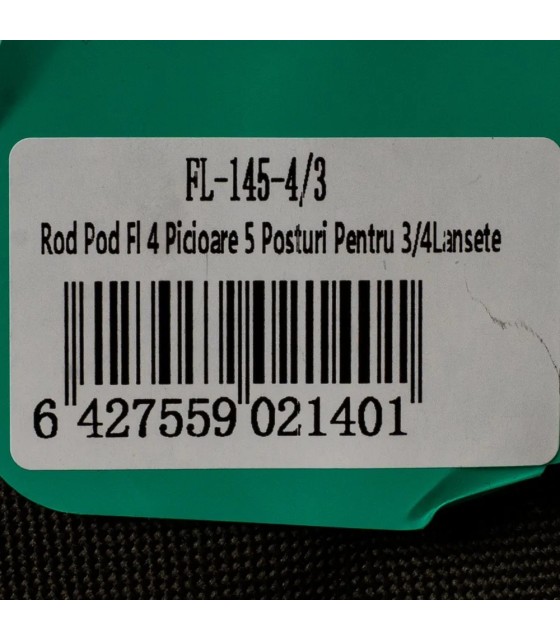 FL-145-4/3
Rod Pod Fl 4 Picioare 5 Posturi Pentru 3/4Lansete
6 427559 021401